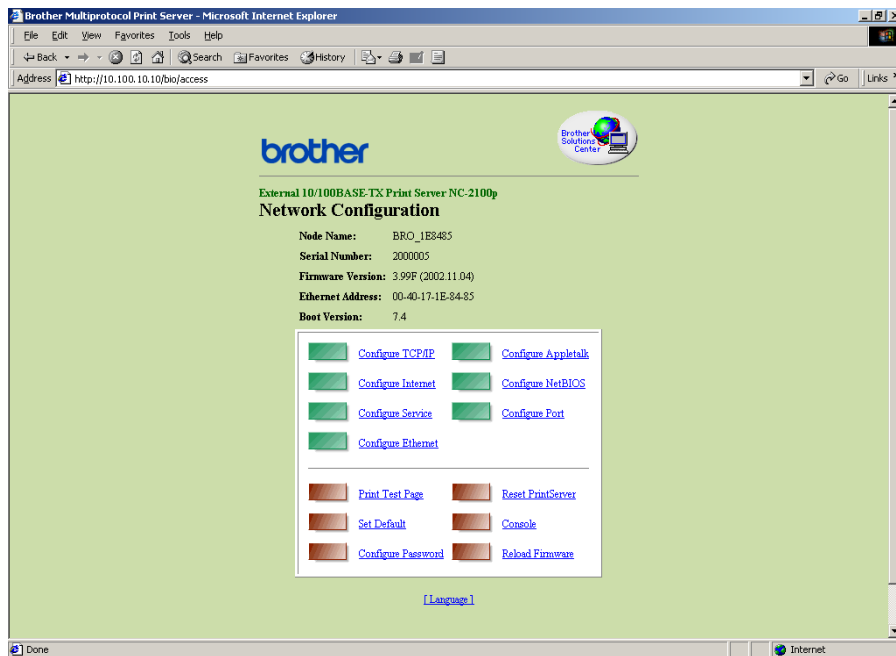 Brother Multiprotocol Print Server - Microsoft Internet Explorer
File Edit View Favorites Tools Help
Back Search Favorites History
Address http://10.100.10.10/bio/access Go Links
brother
Brother
Solutions
Center
External 10/100BASE-TX Print Server NC-2100p
Network Configuration
Node Name: BRO_1E8485
Serial Number: 2000005
Firmware Version: 3.99F (2002.11.04)
Ethernet Address: 00-40-17-1E-84-85
Boot Version: 7.4
Configure TCP/IP Configure Appletalk
Configure Internet Configure NetBIOS
Configure Service Configure Port
Configure Ethernet
Print Test Page Reset PrintServer
Set Default Console
Configure Password Reload Firmware
[ Language ]
Done Internet